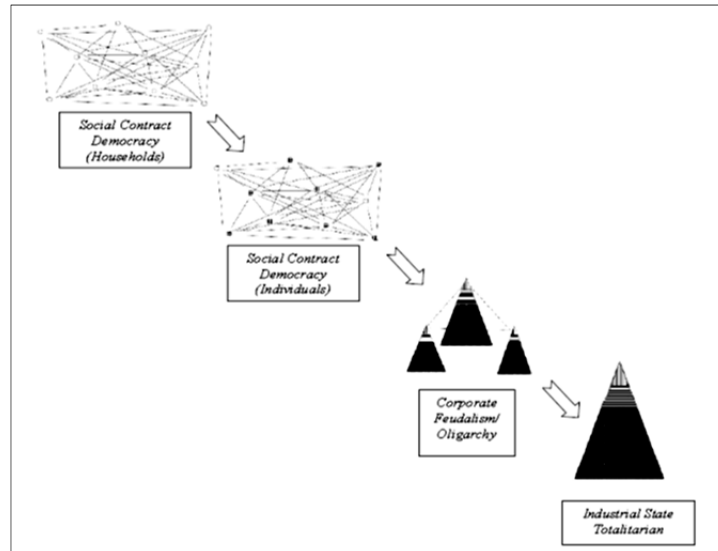 Social Contract
Democracy
(Households)
Social Contract
Democracy
(Individuals)
Corporate
Feudalism/
Oligarchy
Industrial State
Totalitarian